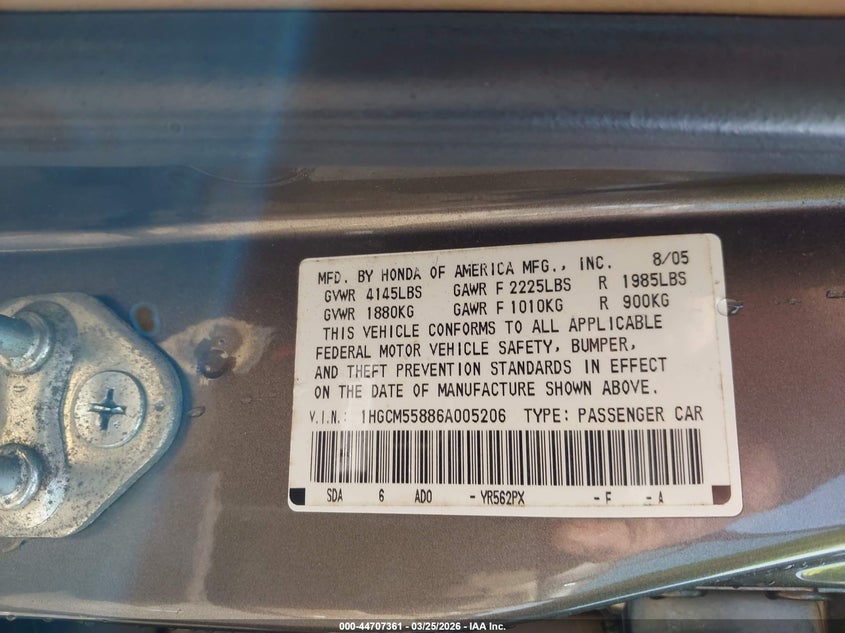 MFD. BY HONDA OF AMERICA MFG., INC. 8/05
GVWR 4145LBS GAWR F 2225LBS R 1985LBS
GVWR 1880KG GAWR F 1010KG R 900KG
THIS VEHICLE CONFORMS TO ALL APPLICABLE
FEDERAL MOTOR VEHICLE SAFETY, BUMPER,
AND THEFT PREVENTION STANDARDS IN EFFECT
ON THE DATE OF MANUFACTURE SHOWN ABOVE.
V.I.N.: 1HGCM55886A005206 TYPE: PASSENGER CAR
SDA 6 ADO - YR562PX - F - A
000-44707361 - 03/25/2026 - IAA Inc.